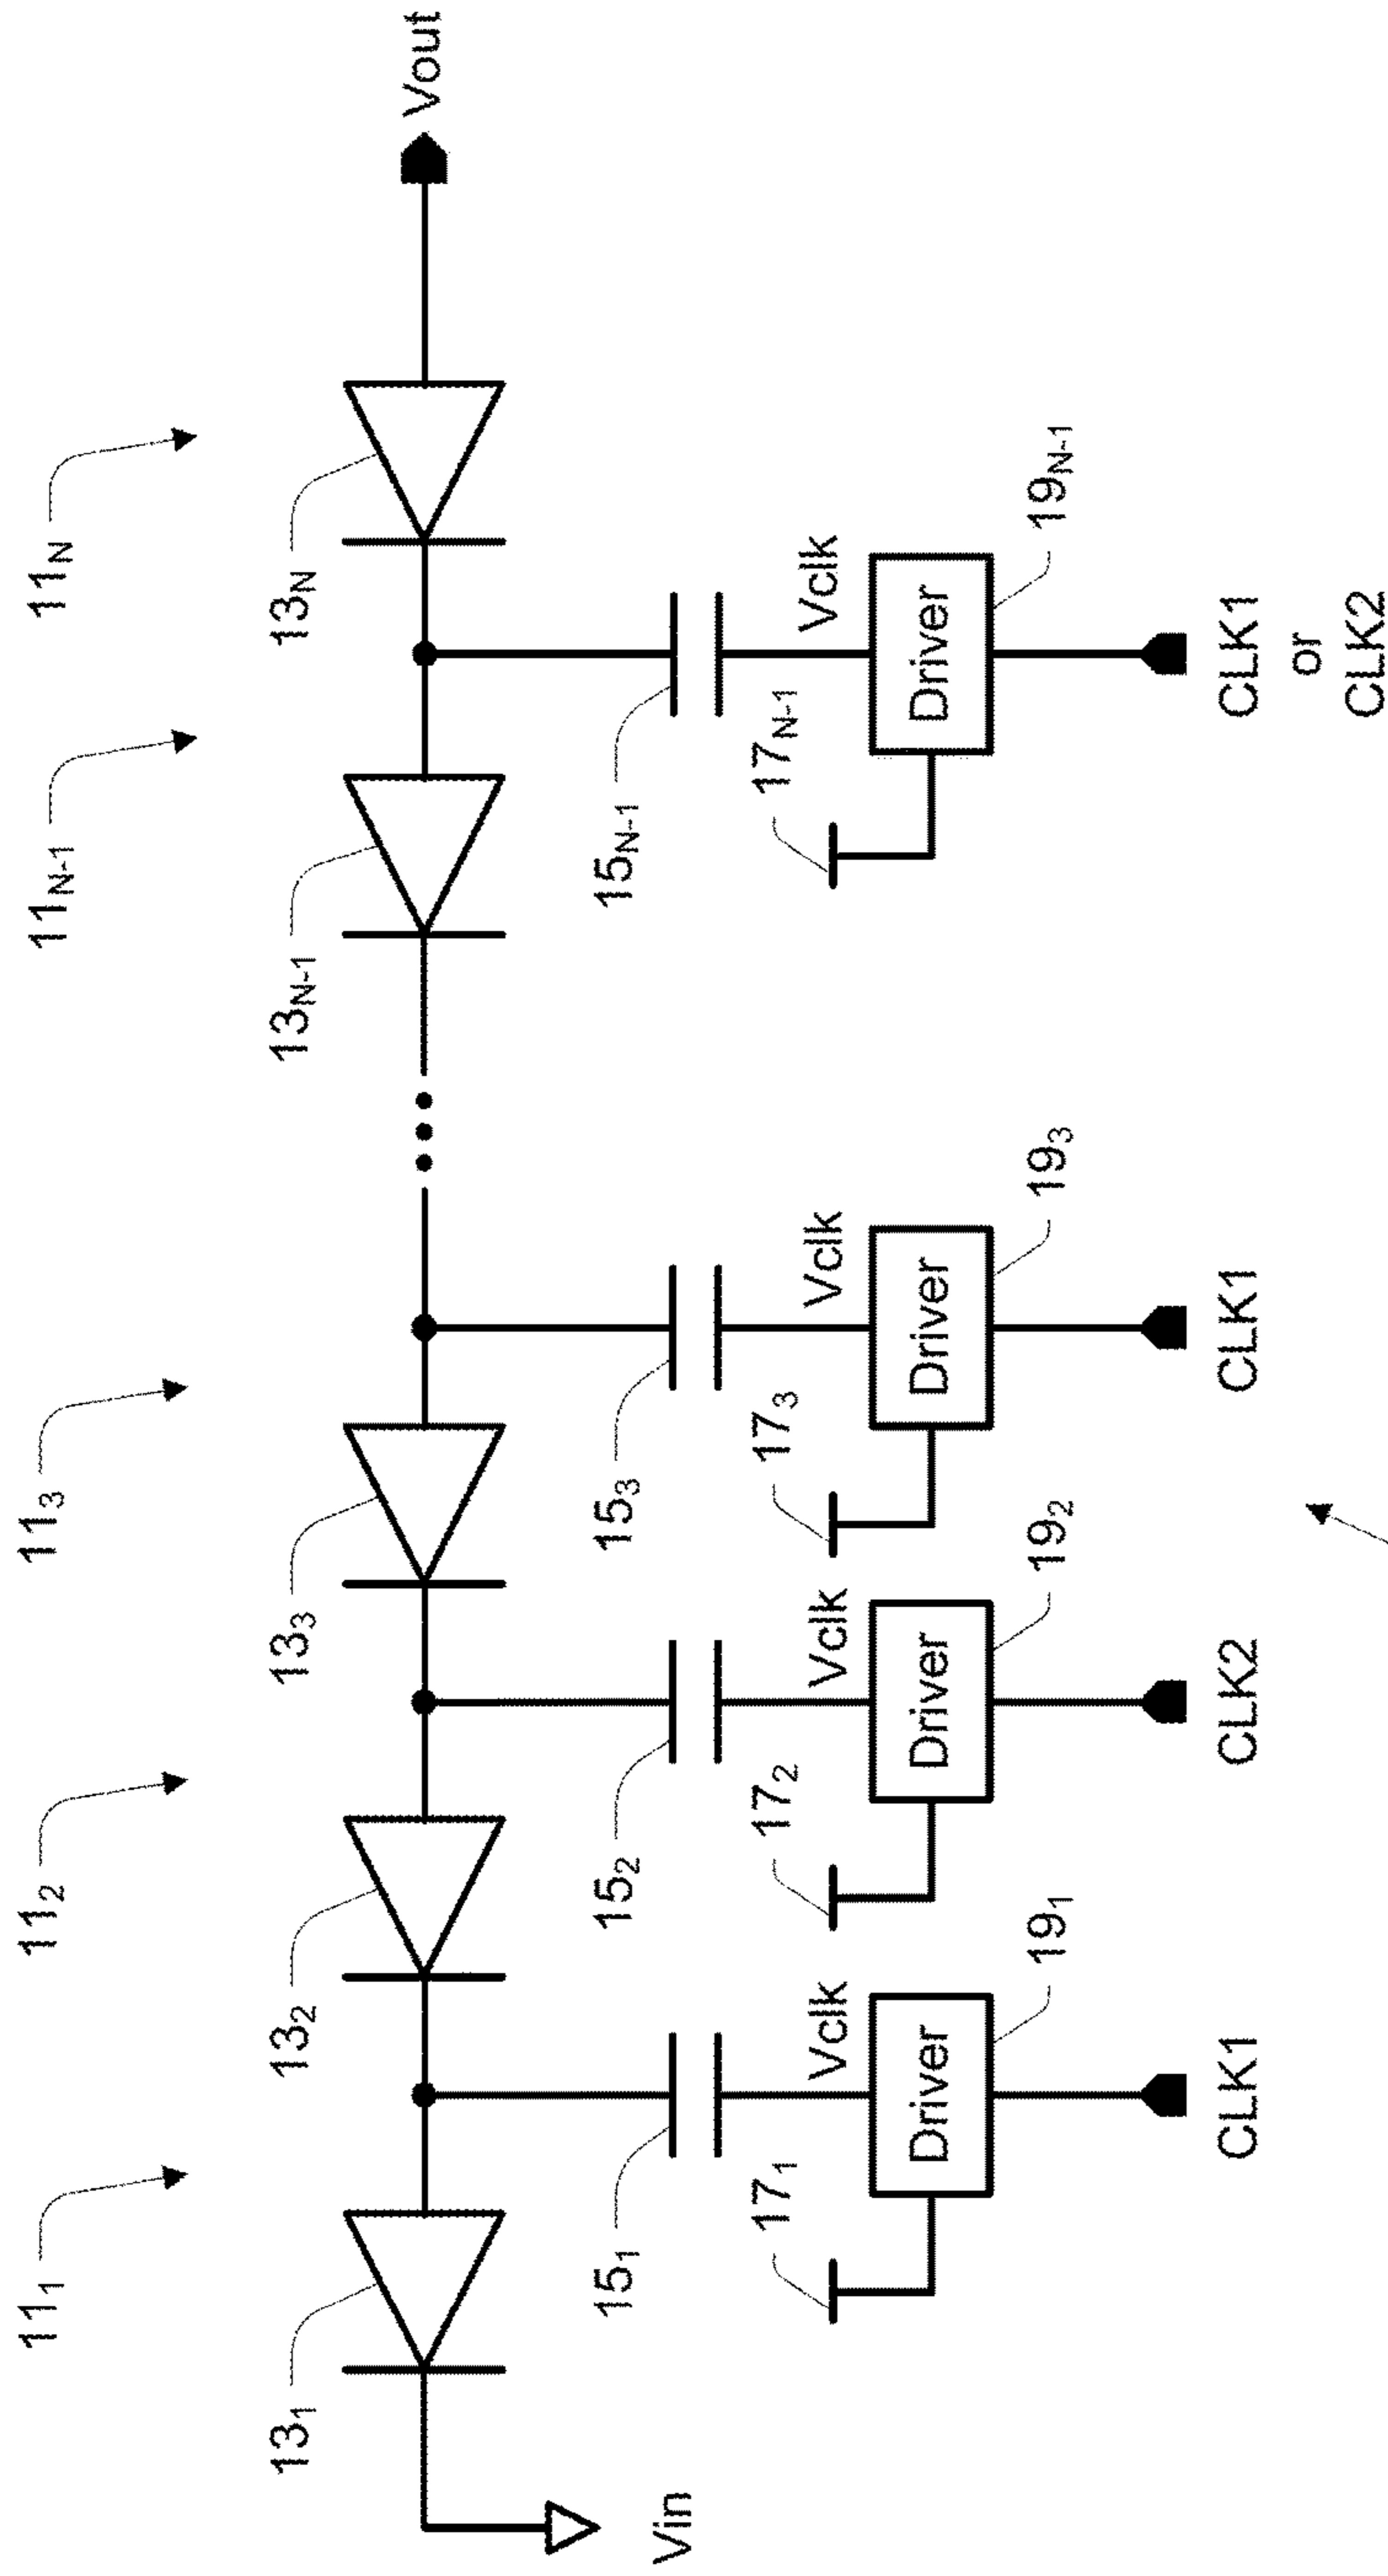 11₁
11₂
11₃
11N-1
11N
13₁
13₂
13₃
13N-1
13N
Vout
15₁
15₂
15₃
15N-1
Vin
17₁
Vclk
17₂
Vclk
17₃
Vclk
17N-1
Vclk
Driver
Driver
Driver
Driver
19₁
19₂
19₃
19N-1
CLK1
CLK2
CLK1
CLK1
or
CLK2